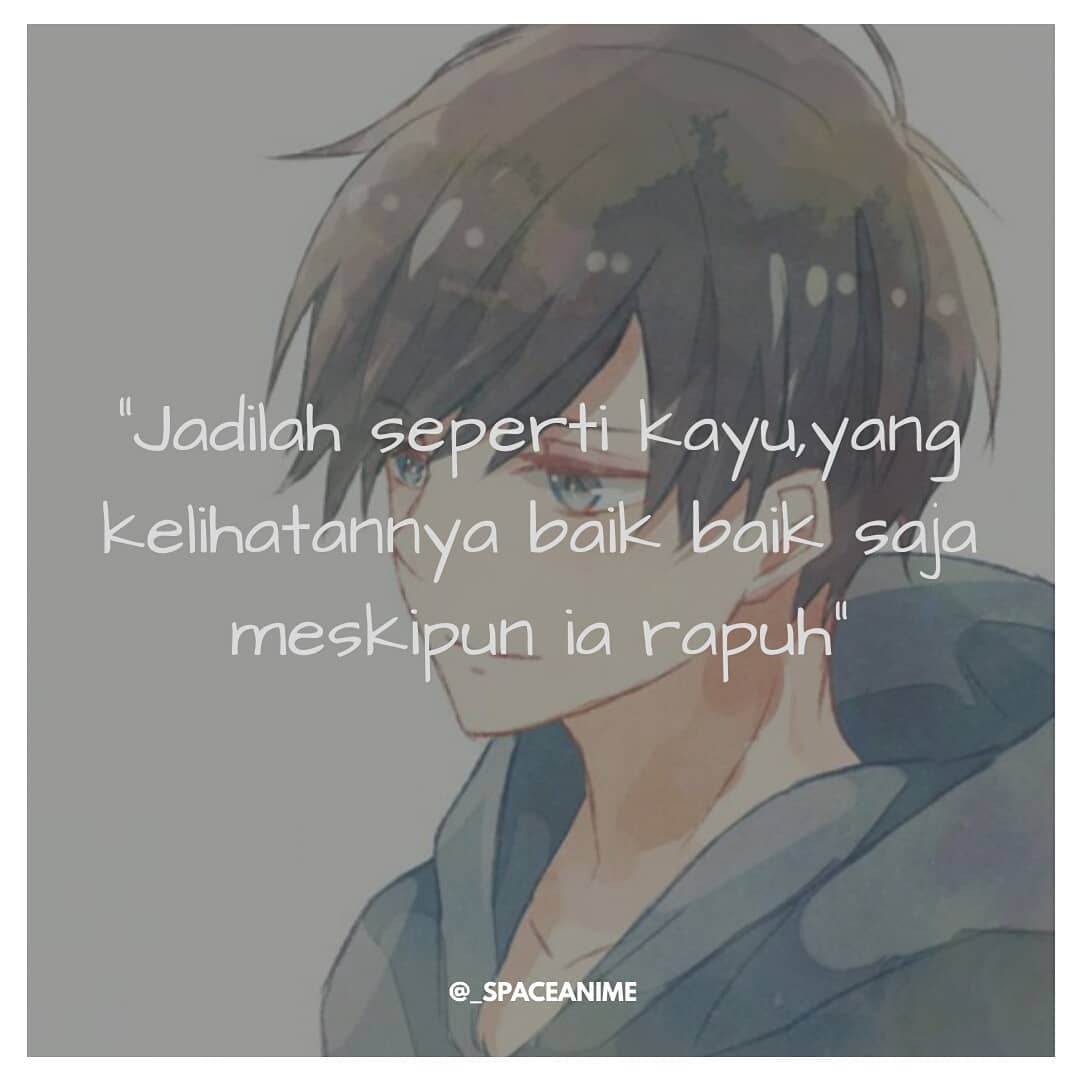 "Jadilah seperti kayu,yang
kelihatannya baik baik saja
meskipun ia rapuh"
@_SPACEANIME